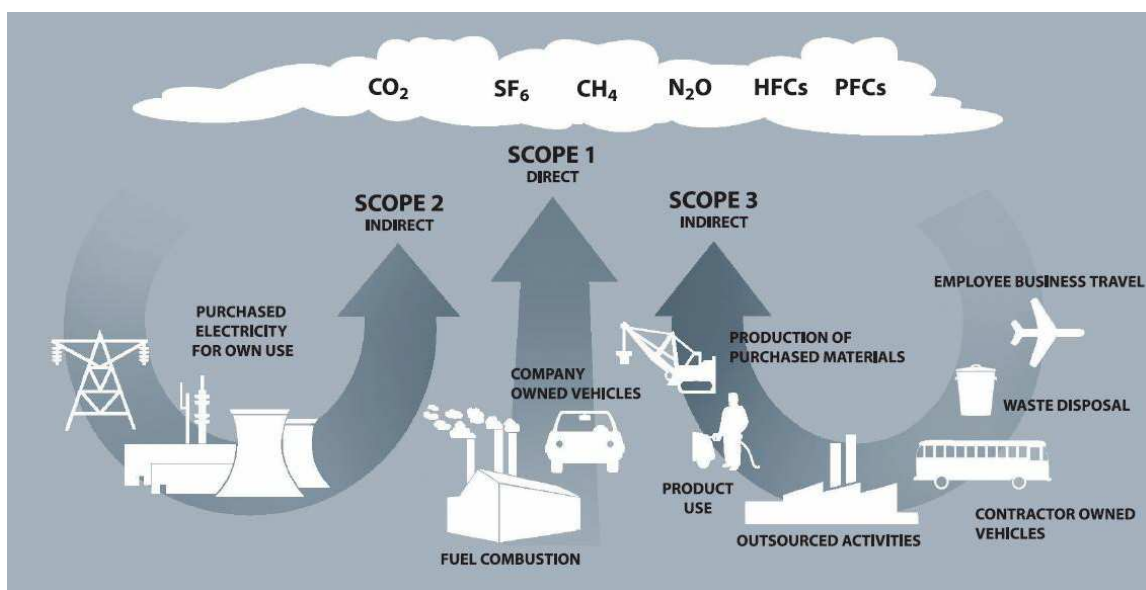 CO₂ SF₆ CH₄ N₂O HFCs PFCs
SCOPE 1
DIRECT
SCOPE 2
INDIRECT
SCOPE 3
INDIRECT
PURCHASED
ELECTRICITY
FOR OWN USE
COMPANY
OWNED VEHICLES
FUEL COMBUSTION
PRODUCTION OF
PURCHASED MATERIALS
PRODUCT
USE
OUTSOURCED ACTIVITIES
EMPLOYEE BUSINESS TRAVEL
WASTE DISPOSAL
CONTRACTOR OWNED
VEHICLES